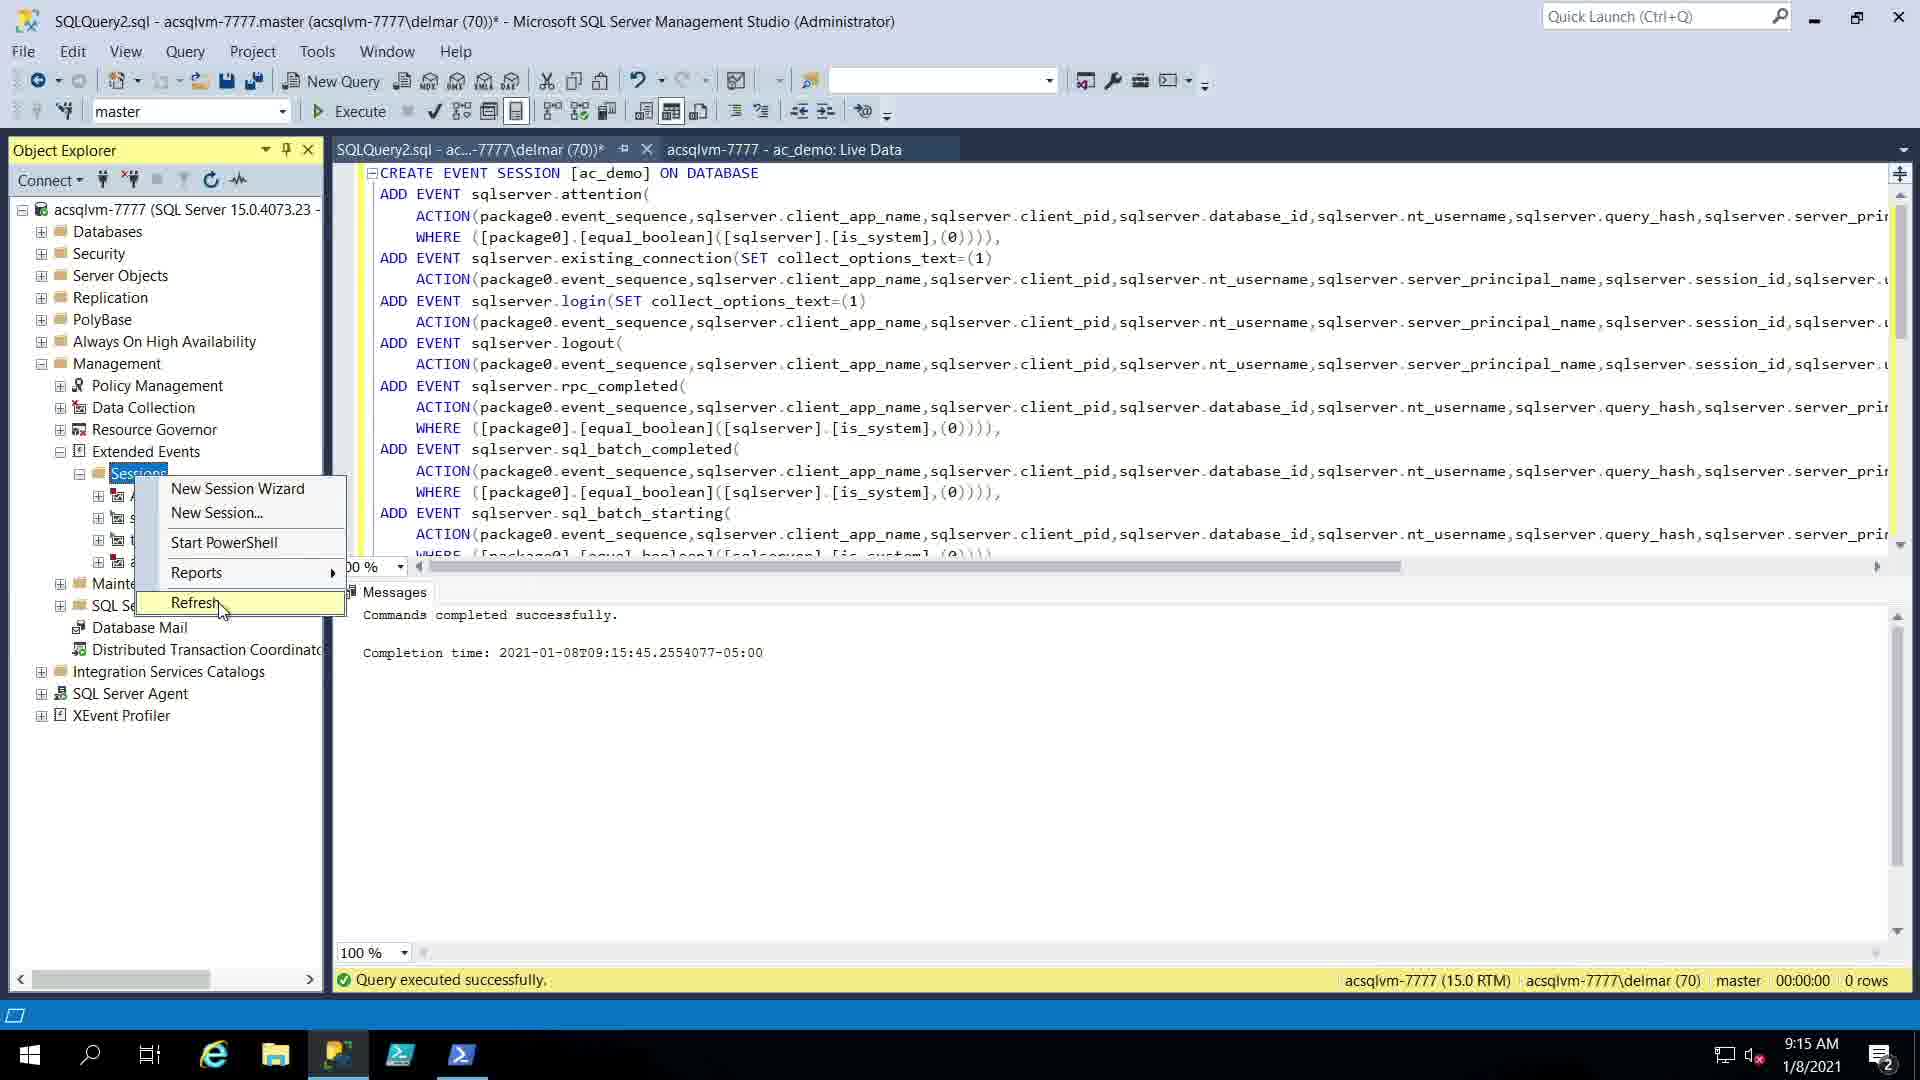 SQLQuery2.sql - acsqlvm-7777.master (acsqlvm-7777\delmar (70))* - Microsoft SQL Server Management Studio (Administrator)
Quick Launch (Ctrl+Q)
File Edit View Query Project Tools Window Help
New Query
master
Execute
Object Explorer
Connect
acsqlvm-7777 (SQL Server 15.0.4073.23 -
Databases
Security
Server Objects
Replication
PolyBase
Always On High Availability
Management
Policy Management
Data Collection
Resource Governor
Extended Events
Sessions
New Session Wizard
New Session...
Start PowerShell
Reports
Refresh
Mainte
SQL Se
Database Mail
Distributed Transaction Coordinato
Integration Services Catalogs
SQL Server Agent
XEvent Profiler
SQLQuery2.sql - ac...-7777\delmar (70))*
acsqlvm-7777 - ac_demo: Live Data
CREATE EVENT SESSION [ac_demo] ON DATABASE
ADD EVENT sqlserver.attention(
ACTION(package0.event_sequence,sqlserver.client_app_name,sqlserver.client_pid,sqlserver.database_id,sqlserver.nt_username,sqlserver.query_hash,sqlserver.server_prin
WHERE ([package0].[equal_boolean]([sqlserver].[is_system],(0)))),
ADD EVENT sqlserver.existing_connection(SET collect_options_text=(1)
ACTION(package0.event_sequence,sqlserver.client_app_name,sqlserver.client_pid,sqlserver.nt_username,sqlserver.server_principal_name,sqlserver.session_id,sqlserver.u
ADD EVENT sqlserver.login(SET collect_options_text=(1)
ACTION(package0.event_sequence,sqlserver.client_app_name,sqlserver.client_pid,sqlserver.nt_username,sqlserver.server_principal_name,sqlserver.session_id,sqlserver.u
ADD EVENT sqlserver.logout(
ACTION(package0.event_sequence,sqlserver.client_app_name,sqlserver.client_pid,sqlserver.nt_username,sqlserver.server_principal_name,sqlserver.session_id,sqlserver.u
ADD EVENT sqlserver.rpc_completed(
ACTION(package0.event_sequence,sqlserver.client_app_name,sqlserver.client_pid,sqlserver.database_id,sqlserver.nt_username,sqlserver.query_hash,sqlserver.server_prin
WHERE ([package0].[equal_boolean]([sqlserver].[is_system],(0)))),
ADD EVENT sqlserver.sql_batch_completed(
ACTION(package0.event_sequence,sqlserver.client_app_name,sqlserver.client_pid,sqlserver.database_id,sqlserver.nt_username,sqlserver.query_hash,sqlserver.server_prin
WHERE ([package0].[equal_boolean]([sqlserver].[is_system],(0)))),
ADD EVENT sqlserver.sql_batch_starting(
ACTION(package0.event_sequence,sqlserver.client_app_name,sqlserver.client_pid,sqlserver.database_id,sqlserver.nt_username,sqlserver.query_hash,sqlserver.server_prin
00 %
Messages
Commands completed successfully.
Completion time: 2021-01-08T09:15:45.2554077-05:00
100 %
Query executed successfully.
acsqlvm-7777 (15.0 RTM) acsqlvm-7777\delmar (70) master 00:00:00 0 rows
9:15 AM
1/8/2021
2